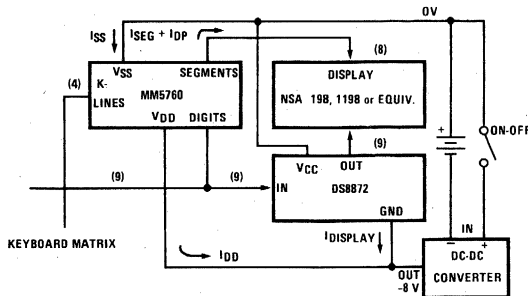 0V
ISS
ISEG + IDP
(8)
VSS
SEGMENTS
(4)
K-
LINES
MM5760
VDD
DIGITS
DISPLAY
NSA 198, 1198 or EQUIV.
+
ON-OFF
(9)
(9)
(9)
VCC
OUT
IN
DS8872
GND
KEYBOARD MATRIX
IDD
IDISPLAY
IN
−
+
DC-DC
CONVERTER
OUT
-8 V